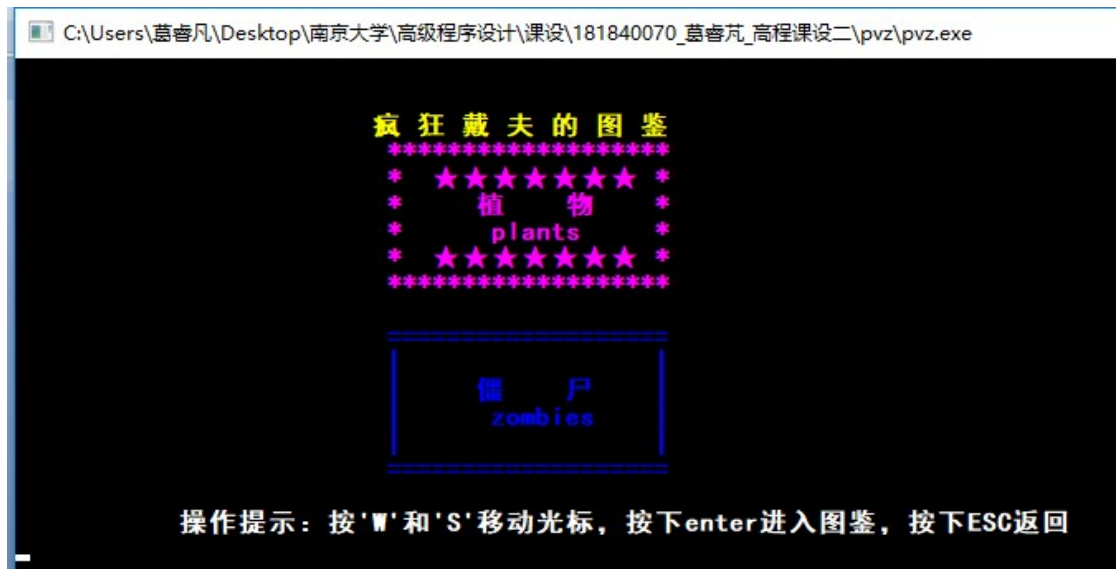 C:\Users\葛睿凡\Desktop\南京大学\高级程序设计\课设\181840070_葛睿芃_高程课设二\pvz\pvz.exe
疯 狂 戴 夫 的 图 鉴
*******************
* ★★★★★★★ *
* 植 物 *
* plants *
* ★★★★★★★ *
*******************
===================
| |
| 僵 尸 |
| zombies |
| |
===================
操作提示：按'W'和'S'移动光标，按下enter进入图鉴，按下ESC返回